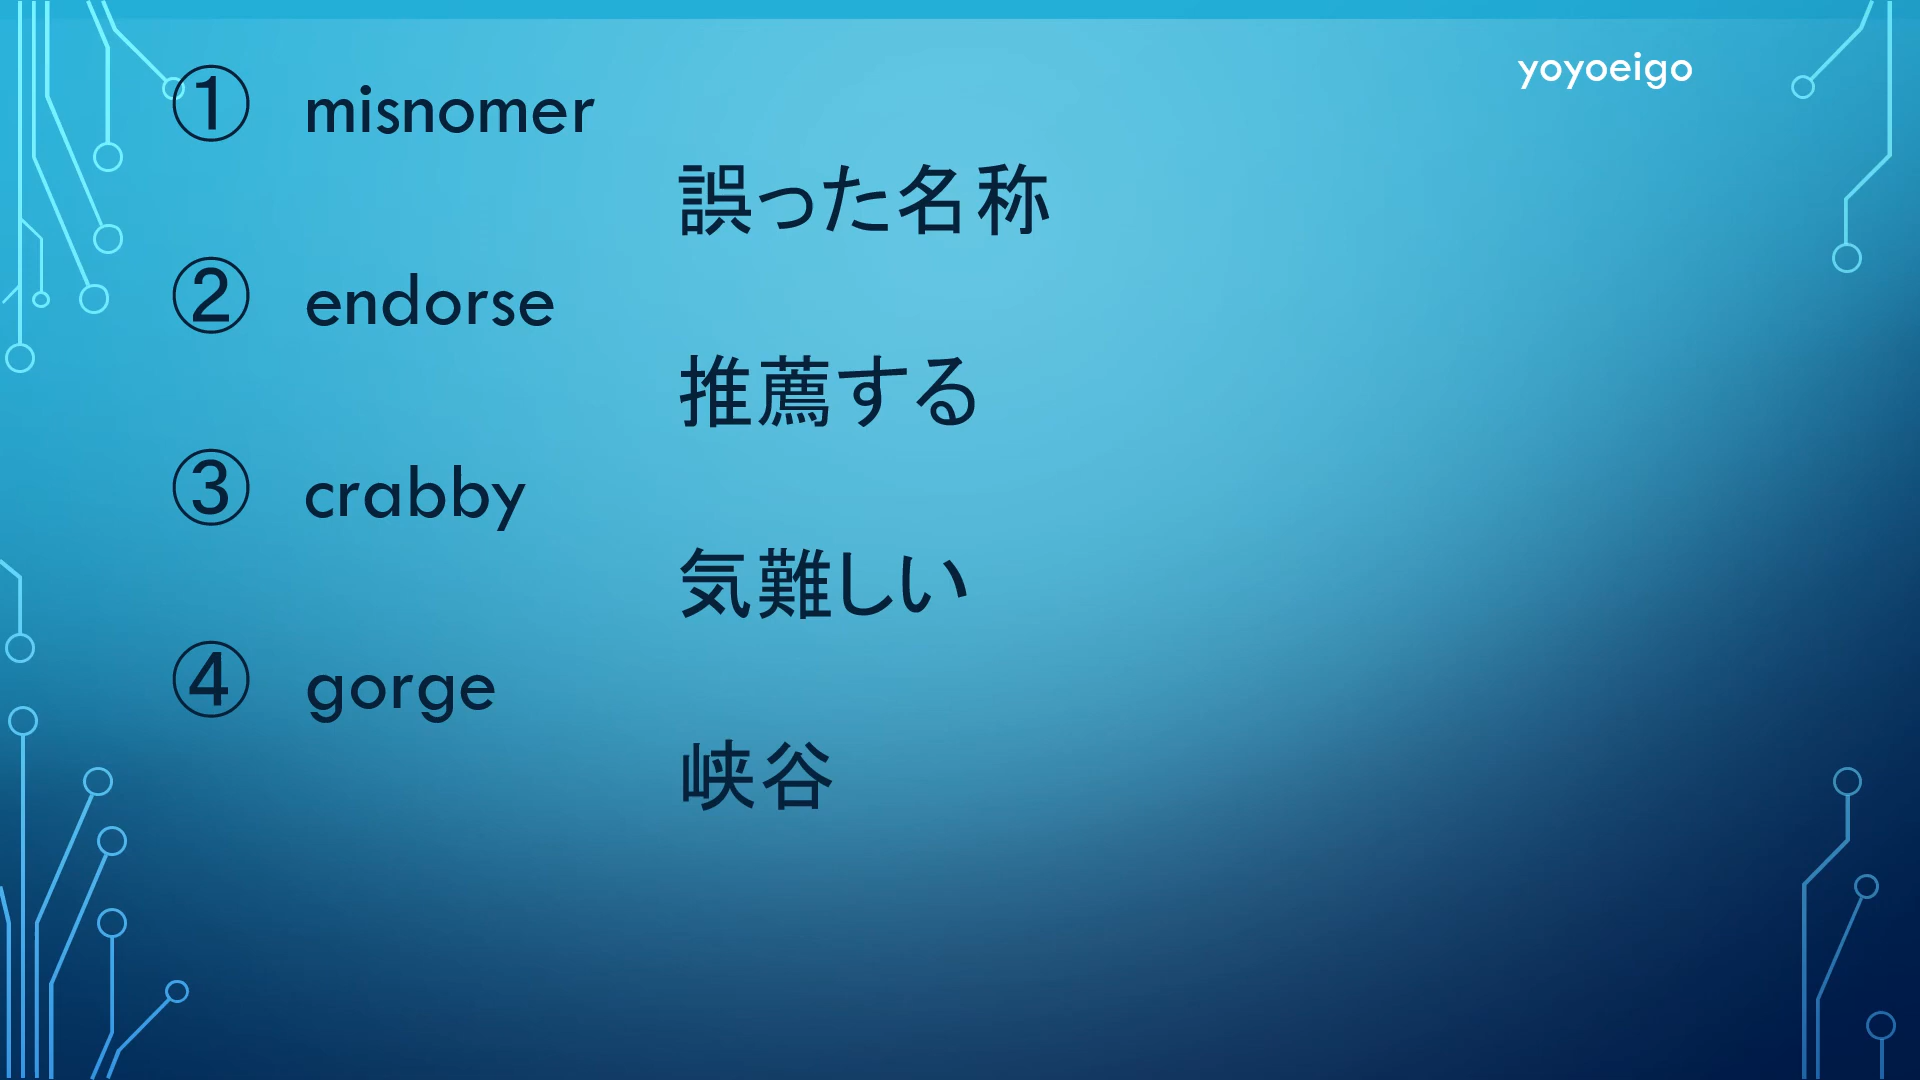 ① misnomer
yoyoeigo
誤った名称
② endorse
推薦する
③ crabby
気難しい
④ gorge
峡谷